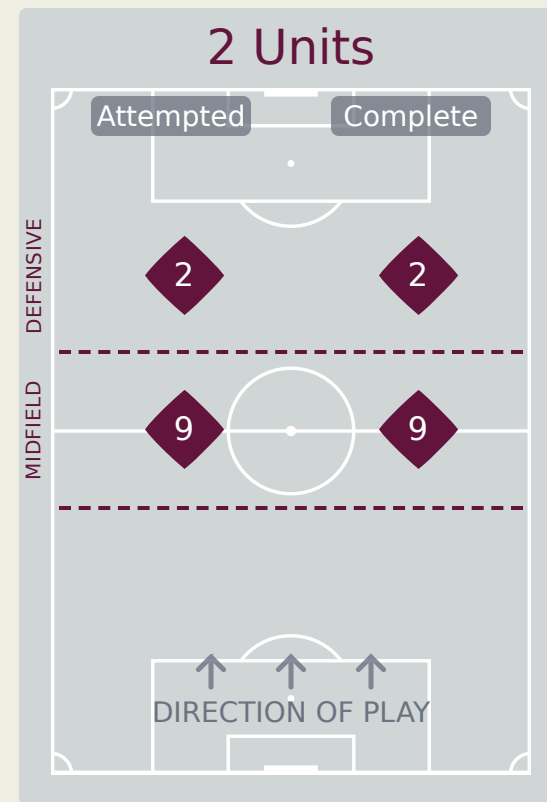 2 Units
Attempted
Complete
DEFENSIVE
2
2
MIDFIELD
9
9
DIRECTION OF PLAY